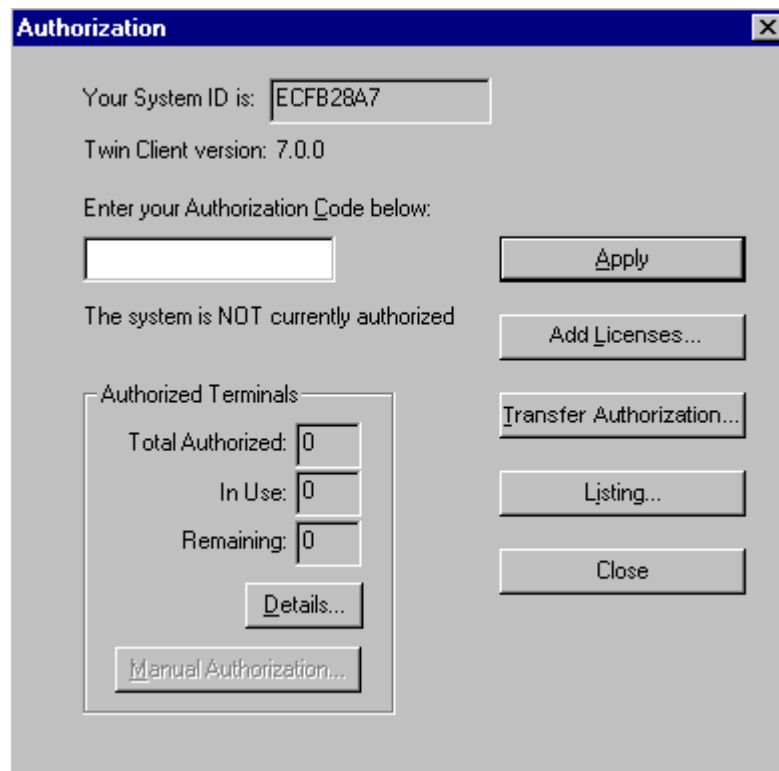 Authorization
Your System ID is: ECFB28A7
Twin Client version: 7.0.0
Enter your Authorization Code below:
Apply
The system is NOT currently authorized
Add Licenses...
Authorized Terminals
Transfer Authorization...
Total Authorized: 0
In Use: 0
Listing...
Remaining: 0
Close
Details...
Manual Authorization...